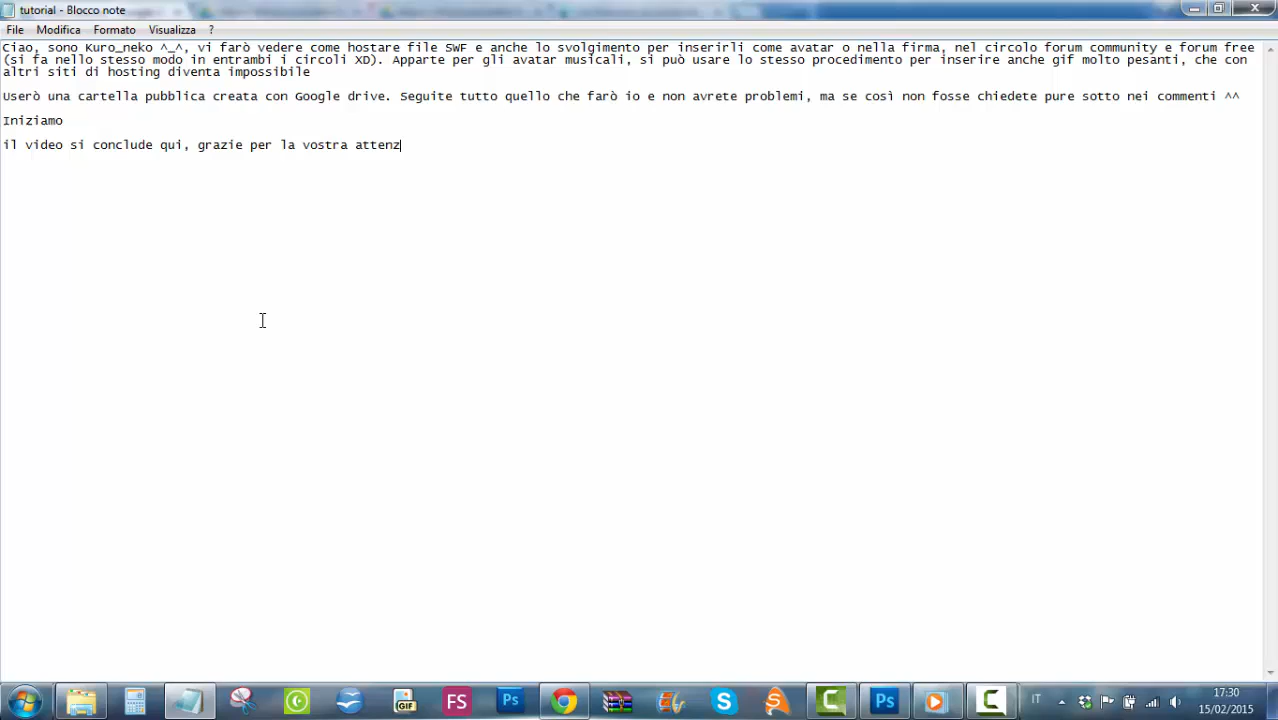 tutorial - Blocco note
File Modifica Formato Visualizza ?
Ciao, sono Kuro_neko ^_^, vi farò vedere come hostare file SWF e anche lo svolgimento per inserirli come avatar o nella firma, nel circolo forum community e forum free
(si fa nello stesso modo in entrambi i circoli XD). Apparte per gli avatar musicali, si può usare lo stesso procedimento per inserire anche gif molto pesanti, che con
altri siti di hosting diventa impossibile
Userò una cartella pubblica creata con Google drive. Seguite tutto quello che farò io e non avrete problemi, ma se così non fosse chiedete pure sotto nei commenti ^^
Iniziamo
il video si conclude qui, grazie per la vostra attenz
GIF FS Ps S C Ps C IT 17:30
15/02/2015